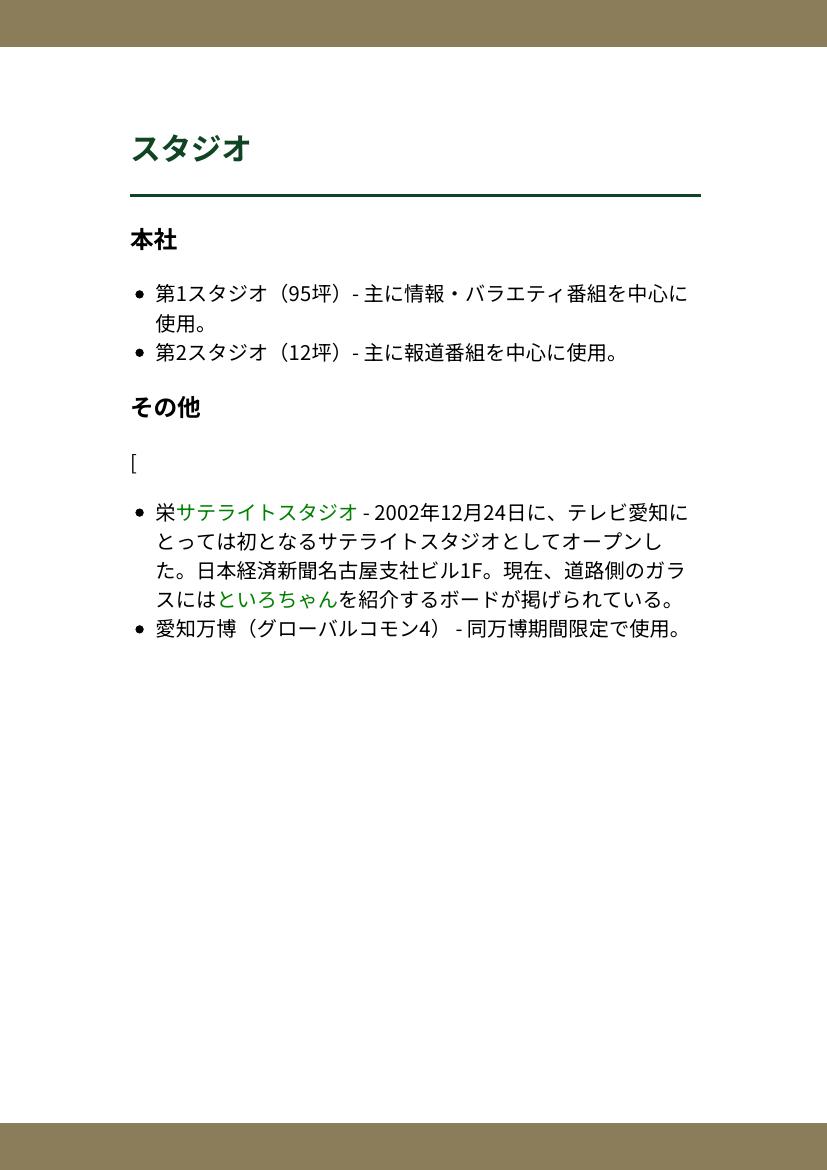 スタジオ
本社
第1スタジオ（95坪）- 主に情報・バラエティ番組を中心に
使用。
第2スタジオ（12坪）- 主に報道番組を中心に使用。
その他
[
栄サテライトスタジオ - 2002年12月24日に、テレビ愛知に
とっては初となるサテライトスタジオとしてオープンし
た。日本経済新聞名古屋支社ビル1F。現在、道路側のガラ
スにはといろちゃんを紹介するボードが掲げられている。
愛知万博（グローバルコモン4） - 同万博期間限定で使用。